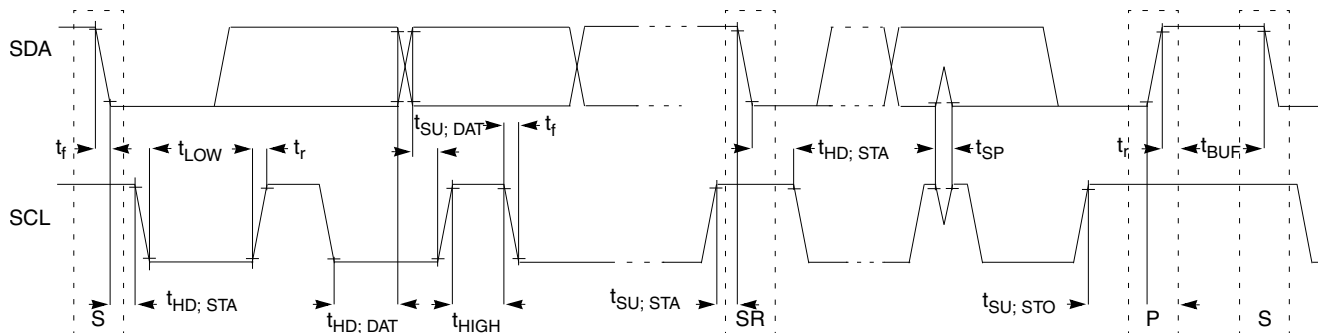 SDA
t_f t_LOW t_r t_SU; DAT t_f t_HD; STA t_SP t_r t_BUF
SCL
S t_HD; STA t_HD; DAT t_HIGH t_SU; STA SR t_SU; STO P S